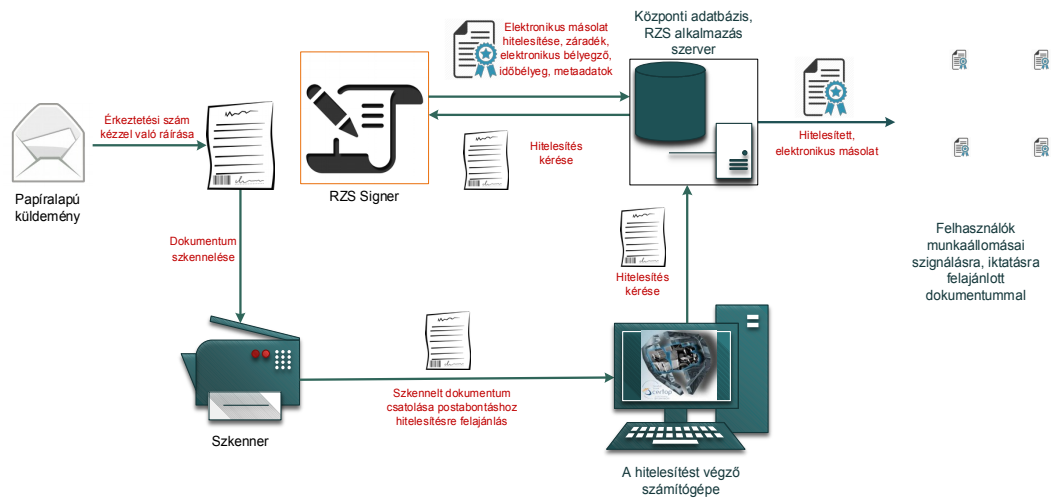 Elektronikus másolat
hitelesítése, záradék,
elektronikus bélyegző,
időbélyeg, metaadatok
Központi adatbázis,
RZS alkalmazás
szerver
Érkeztetési szám
kézzel való ráírása
Hitelesítés
kérése
Hitelesített,
elektronikus másolat
Papíralapú
küldemény
RZS Signer
Dokumentum
szkennelése
Hitelesítés
kérése
Felhasználók
munkaállomásai
szignálásra, iktatásra
felajánlott
dokumentummal
Szkennelt dokumentum
csatolása postabontáshoz
hitelesítésre felajánlás
Szkenner
A hitelesítést végző
számítógépe